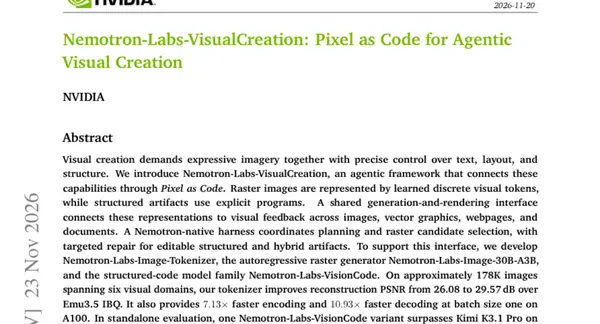 NVIDIA.
2026-11-20
Nemotron-Labs-VisualCreation: Pixel as Code for Agentic
Visual Creation
NVIDIA
Abstract
Visual creation demands expressive imagery together with precise control over text, layout, and
structure. We introduce Nemotron-Labs-VisualCreation, an agentic framework that connects these
capabilities through Pixel as Code. Raster images are represented by learned discrete visual tokens,
while structured artifacts use explicit programs. A shared generation-and-rendering interface
connects these representations to visual feedback across images, vector graphics, webpages, and
documents. A Nemotron-native harness coordinates planning and raster candidate selection, with
targeted repair for editable structured and hybrid artifacts. To support this interface, we develop
Nemotron-Labs-Image-Tokenizer, the autoregressive raster generator Nemotron-Labs-Image-30B-A3B,
and the structured-code model family Nemotron-Labs-VisionCode. On approximately 178K images
spanning six visual domains, our tokenizer improves reconstruction PSNR from 26.08 to 29.57 dB over
Emu3.5 IBQ. It also provides 7.13× faster encoding and 10.93× faster decoding at batch size one on
A100. In standalone evaluation, one Nemotron-Labs-VisionCode variant surpasses Kimi K3.1 Pro on
V] 23 Nov 2026